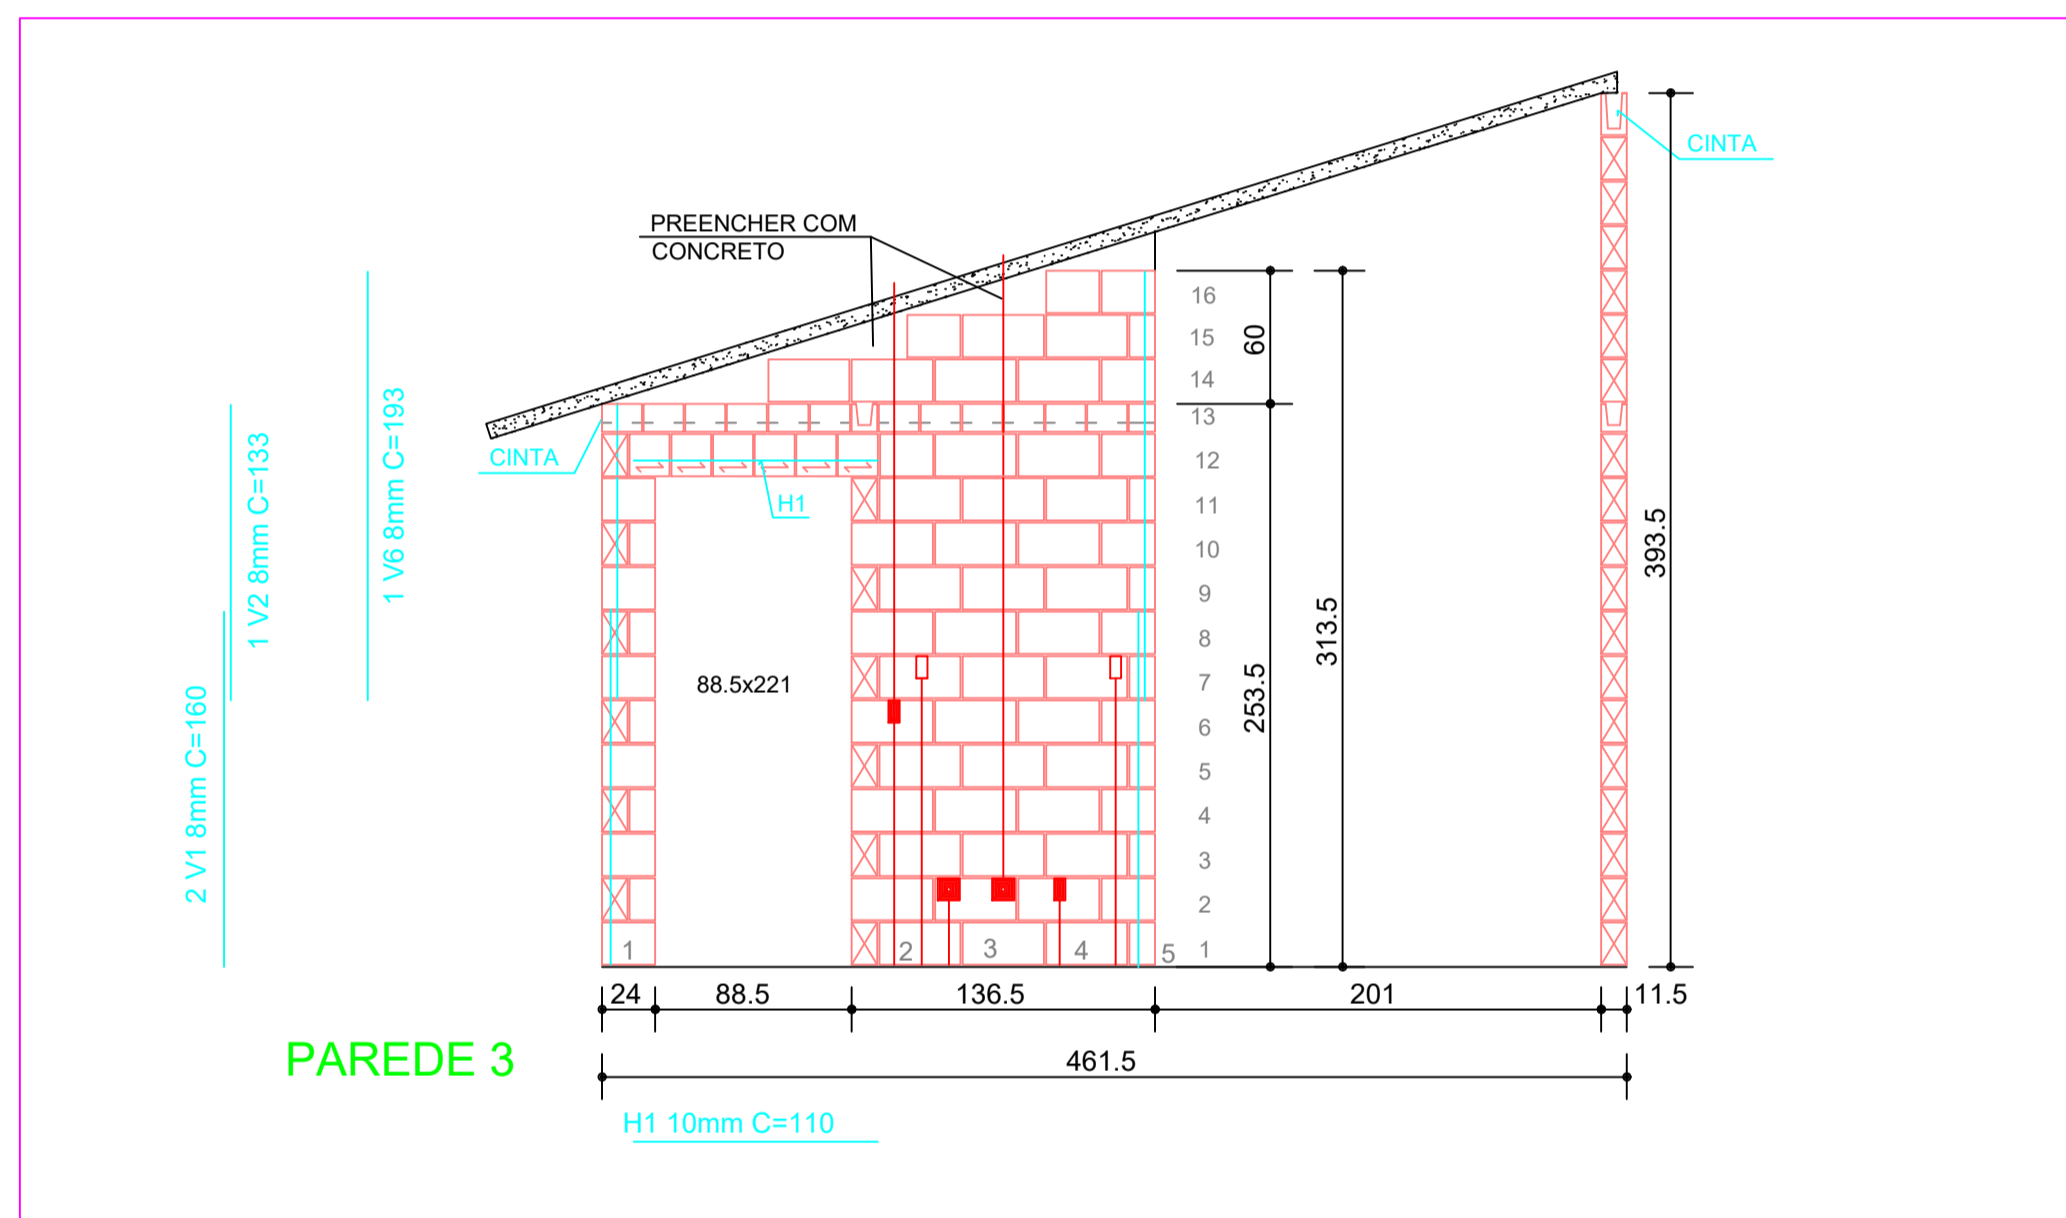 CINTA
PREENCHER COM
CONCRETO
16
15
14
13
12
11
10
9
8
7
6
5
4
3
2
1
60
253.5
313.5
393.5
CINTA
H1
1 V6 8mm C=193
1 V2 8mm C=133
2 V1 8mm C=160
88.5x221
1
2
3
4
5
24
88.5
136.5
201
11.5
461.5
PAREDE 3
H1 10mm C=110